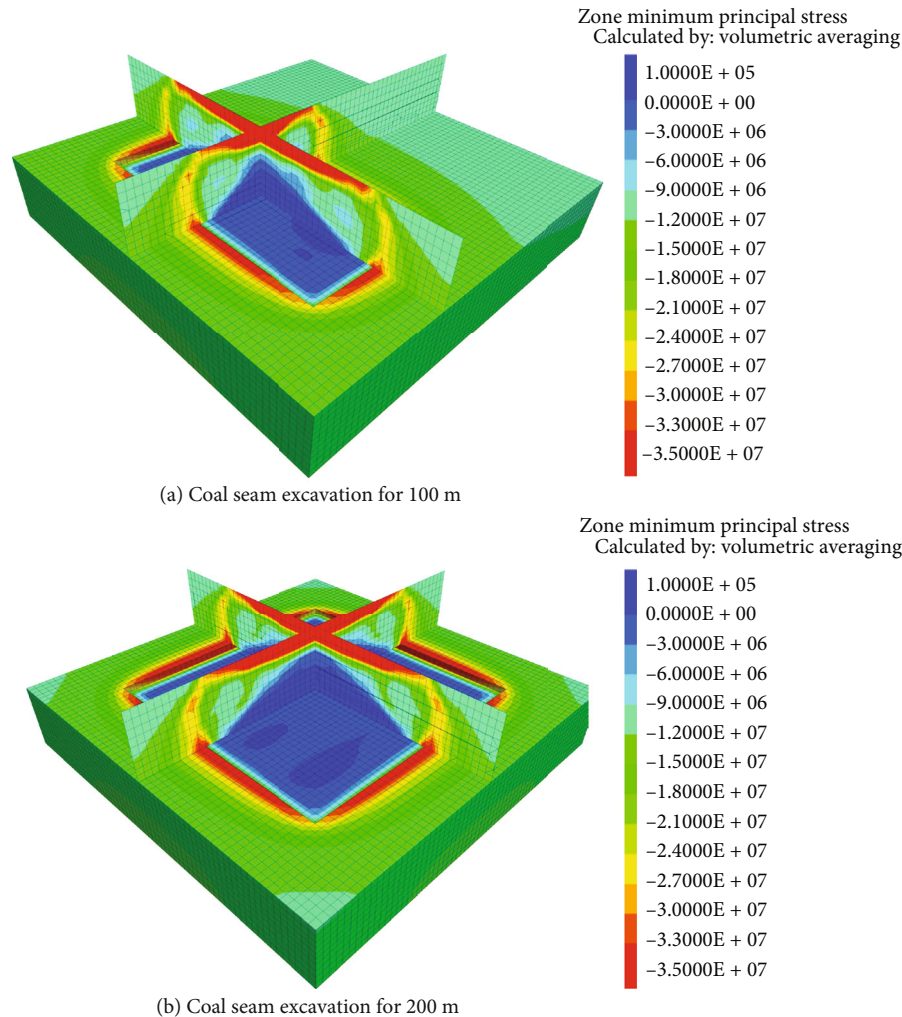 Zone minimum principal stress
Calculated by: volumetric averaging
1.0000E + 05
0.0000E + 00
–3.0000E + 06
–6.0000E + 06
–9.0000E + 06
–1.2000E + 07
–1.5000E + 07
–1.8000E + 07
–2.1000E + 07
–2.4000E + 07
–2.7000E + 07
–3.0000E + 07
–3.3000E + 07
–3.5000E + 07
(a) Coal seam excavation for 100 m
Zone minimum principal stress
Calculated by: volumetric averaging
1.0000E + 05
0.0000E + 00
–3.0000E + 06
–6.0000E + 06
–9.0000E + 06
–1.2000E + 07
–1.5000E + 07
–1.8000E + 07
–2.1000E + 07
–2.4000E + 07
–2.7000E + 07
–3.0000E + 07
–3.3000E + 07
–3.5000E + 07
(b) Coal seam excavation for 200 m